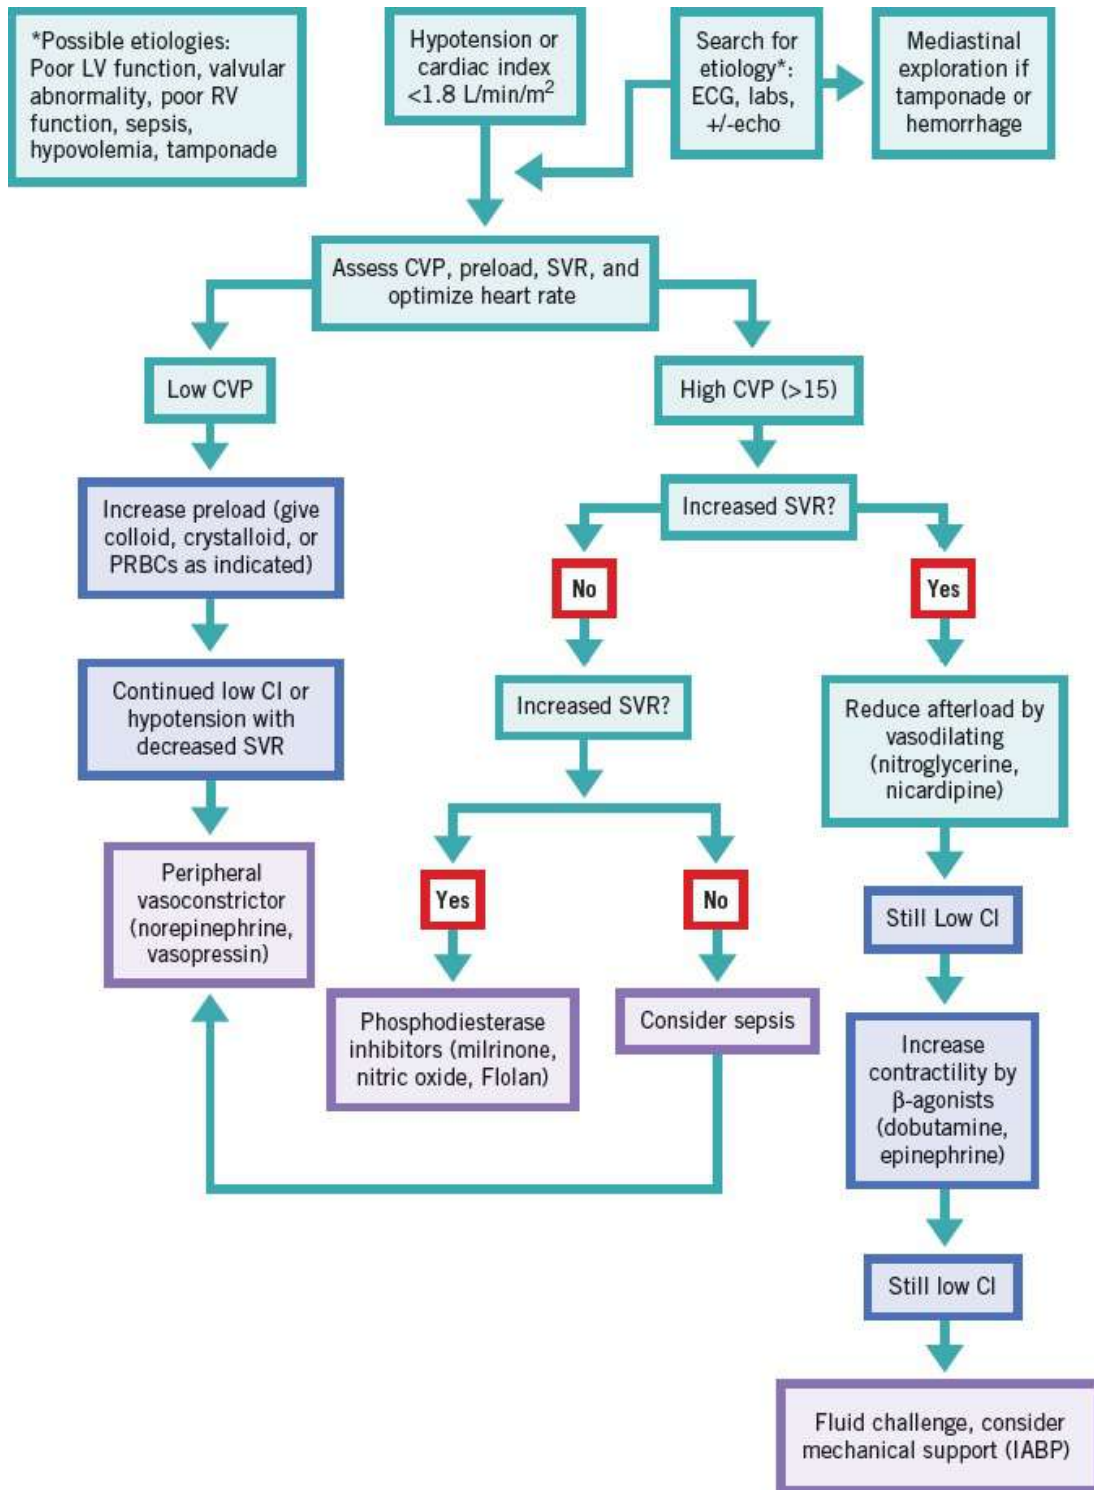 *Possible etiologies:
Poor LV function, valvular
abnormality, poor RV
function, sepsis,
hypovolemia, tamponade
Hypotension or
cardiac index
<1.8 L/min/m²
Search for
etiology*:
ECG, labs,
+/-echo
Mediastinal
exploration if
tamponade or
hemorrhage
Assess CVP, preload, SVR, and
optimize heart rate
Low CVP
High CVP (>15)
Increase preload (give
colloid, crystalloid, or
PRBCs as indicated)
Increased SVR?
No
Yes
Continued low CI or
hypotension with
decreased SVR
Increased SVR?
Reduce afterload by
vasodilating
(nitroglycerine,
nicardipine)
Peripheral
vasoconstrictor
(norepinephrine,
vasopressin)
Yes
No
Still Low CI
Phosphodiesterase
inhibitors (milrinone,
nitric oxide, Flolan)
Consider sepsis
Increase
contractility by
β-agonists
(dobutamine,
epinephrine)
Still low CI
Fluid challenge, consider
mechanical support (IABP)